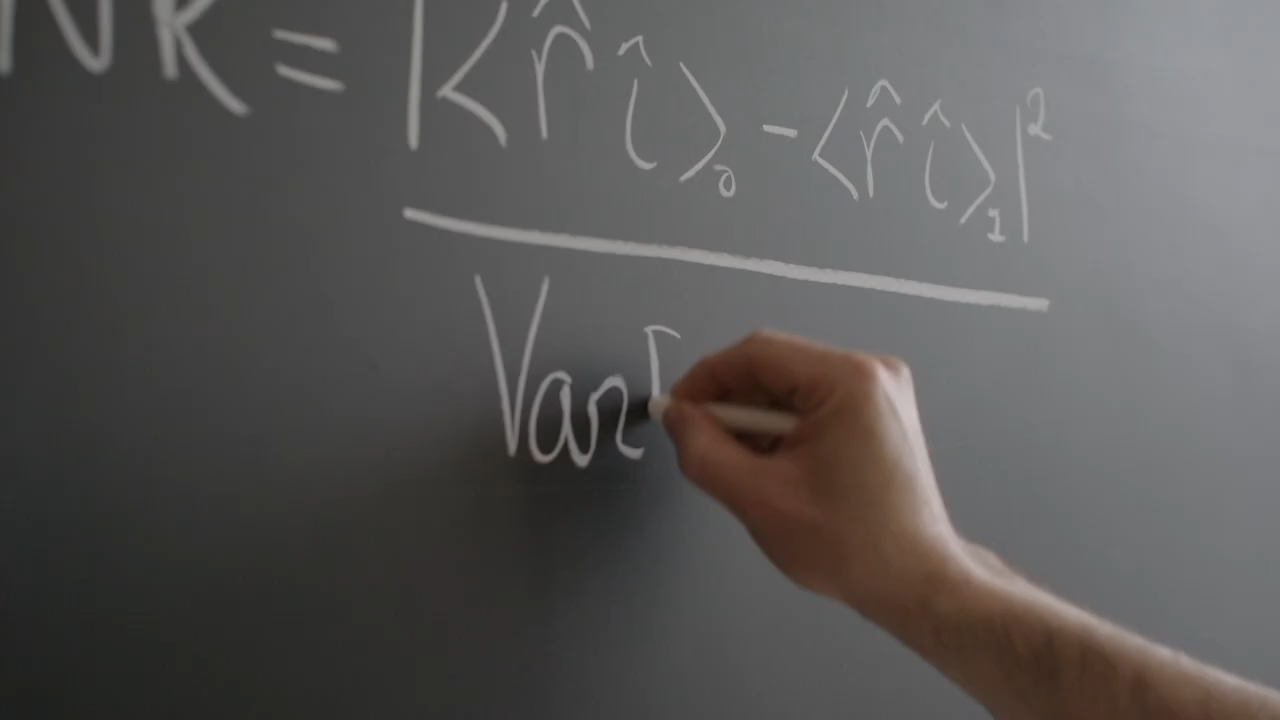 NR = |<r̂ î>₀ - <r̂ î>₁|²
Var[